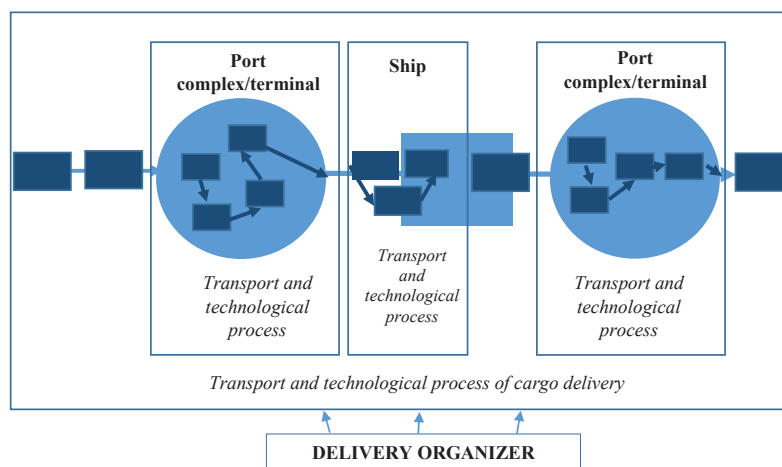 Port
complex/terminal
Ship
Port
complex/terminal
Transport and
technological
process
Transport
and
technological
process
Transport and
technological
process
Transport and technological process of cargo delivery
DELIVERY ORGANIZER